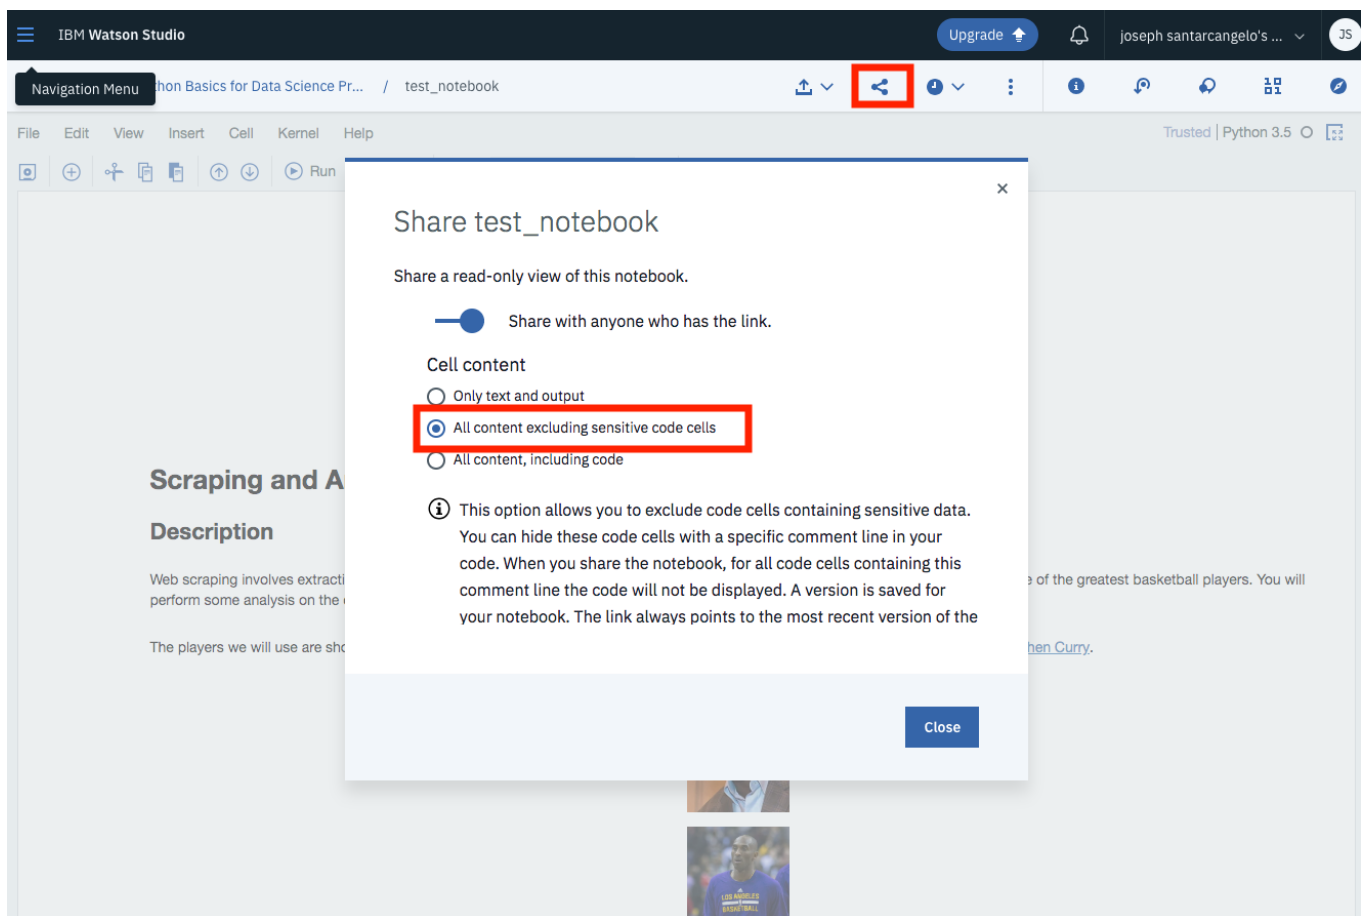 IBM Watson Studio
Upgrade
joseph santarcangelo's ...
JS
Navigation Menu
thon Basics for Data Science Pr... / test_notebook
File Edit View Insert Cell Kernel Help
Trusted | Python 3.5
Run
Share test_notebook
Share a read-only view of this notebook.
Share with anyone who has the link.
Cell content
Only text and output
All content excluding sensitive code cells
All content, including code
This option allows you to exclude code cells containing sensitive data.
You can hide these code cells with a specific comment line in your
code. When you share the notebook, for all code cells containing this
comment line the code will not be displayed. A version is saved for
your notebook. The link always points to the most recent version of the
Close
Scraping and A
Description
Web scraping involves extracti
e of the greatest basketball players. You will
perform some analysis on the
The players we will use are sho
hen Curry.
LOS ANGELES
BASKETBALL